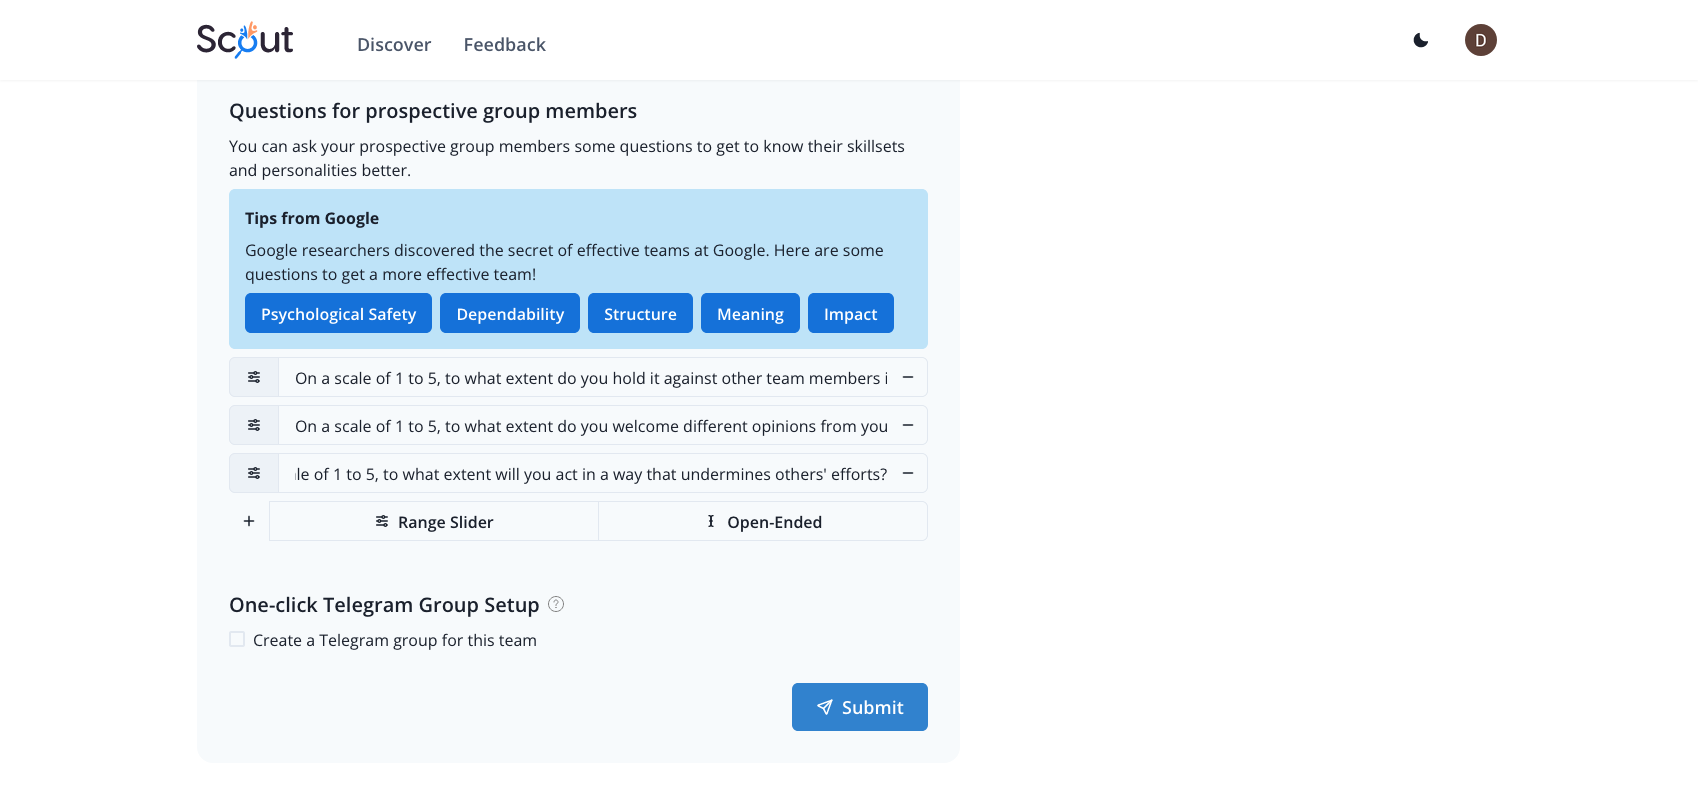 Scout
Discover
Feedback
D
Questions for prospective group members
You can ask your prospective group members some questions to get to know their skillsets
and personalities better.
Tips from Google
Google researchers discovered the secret of effective teams at Google. Here are some
questions to get a more effective team!
Psychological Safety
Dependability
Structure
Meaning
Impact
On a scale of 1 to 5, to what extent do you hold it against other team members i
On a scale of 1 to 5, to what extent do you welcome different opinions from you
le of 1 to 5, to what extent will you act in a way that undermines others' efforts?
Range Slider
Open-Ended
One-click Telegram Group Setup
Create a Telegram group for this team
Submit